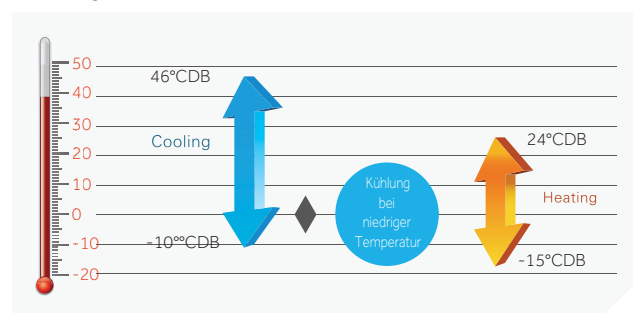 50
46°CDB
40
30
Cooling
24°CDB
20
Kühlung
bei
niedriger
Temperatur
10
Heating
0
-10
-10°°CDB
-15°CDB
-20